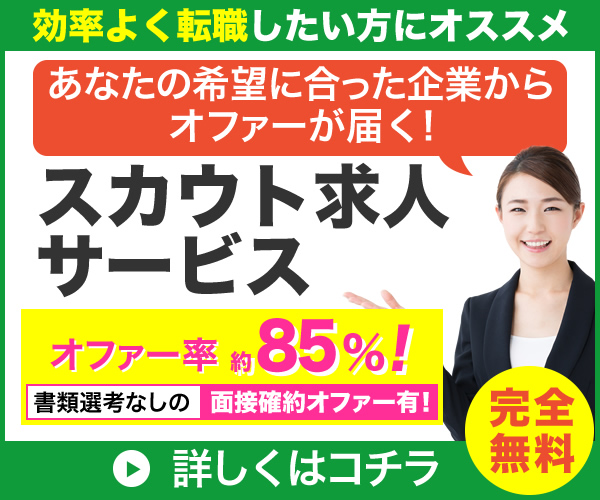 効率よく転職したい方にオススメ
あなたの希望に合った企業から
オファーが届く!
スカウト求人
サービス
オファー率 約85%!
書類選考なしの 面接確約オファー有!
完全
無料
詳しくはコチラ